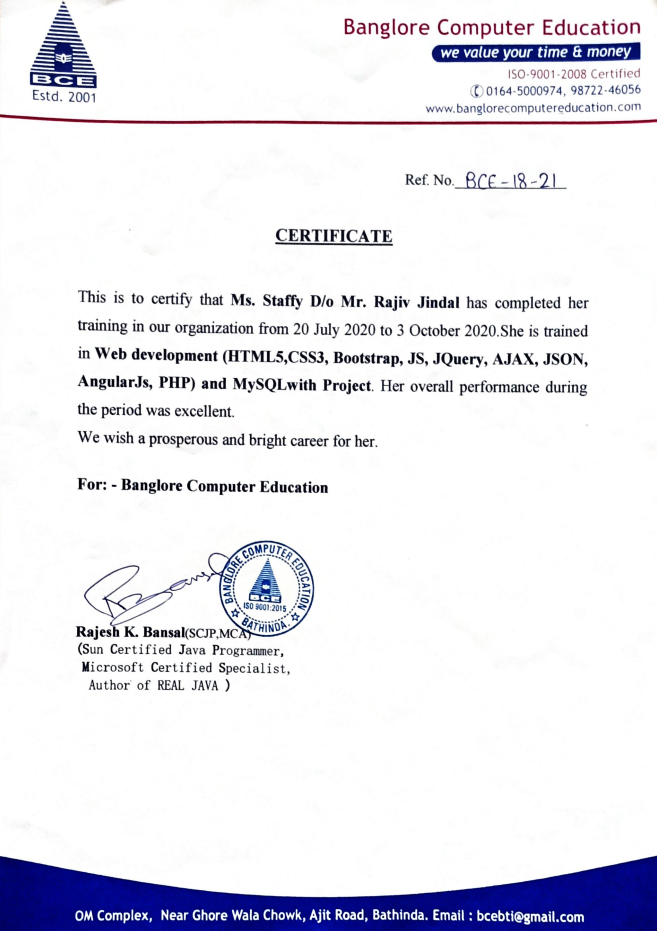 BCE
Estd. 2001
Banglore Computer Education
we value your time & money
ISO-9001-2008 Certified
0164-5000974, 98722-46056
www.banglorecomputereducation.com
Ref. No. BCE-18-21
CERTIFICATE
This is to certify that Ms. Staffy D/o Mr. Rajiv Jindal has completed her
training in our organization from 20 July 2020 to 3 October 2020.She is trained
in Web development (HTML5,CSS3, Bootstrap, JS, JQuery, AJAX, JSON,
AngularJs, PHP) and MySQLwith Project. Her overall performance during
the period was excellent.
We wish a prosperous and bright career for her.
For: - Banglore Computer Education
RBansal
BANGLORE COMPUTER EDUCATION
BCE
ISO 9001:2015
BATHINDA.
Rajesh K. Bansal(SCJP,MCA)
(Sun Certified Java Programmer,
Microsoft Certified Specialist,
Author of REAL JAVA )
OM Complex, Near Ghore Wala Chowk, Ajit Road, Bathinda. Email : bcebti@gmail.com